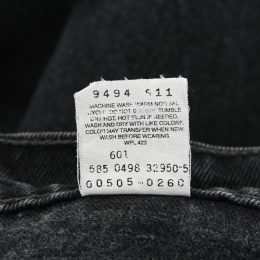 9494 511
MACHINE WASH WARM NORMAL
CYCLE DO NOT BLEACH TUMBLE
DRY HOT, HOT IRON IF NEEDED.
WASH AND DRY WITH LIKE COLORS.
COLOR MAY TRANSFER WHEN NEW.
WASH BEFORE WEARING.
WPL 423
601
585 0498 32950-5
00505-0260